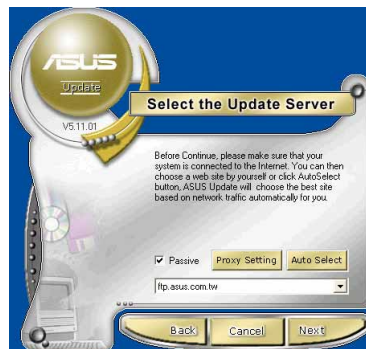 ASUS
Update
V5.11.01
Select the Update Server
Before Continue, please make sure that your
system is connected to the Internet. You can then
choose a web site by yourself or click AutoSelect
button, ASUS Update will choose the best site
based on network traffic automatically for you.
Passive
Proxy Setting
Auto Select
ftp.asus.com.tw
Back
Cancel
Next